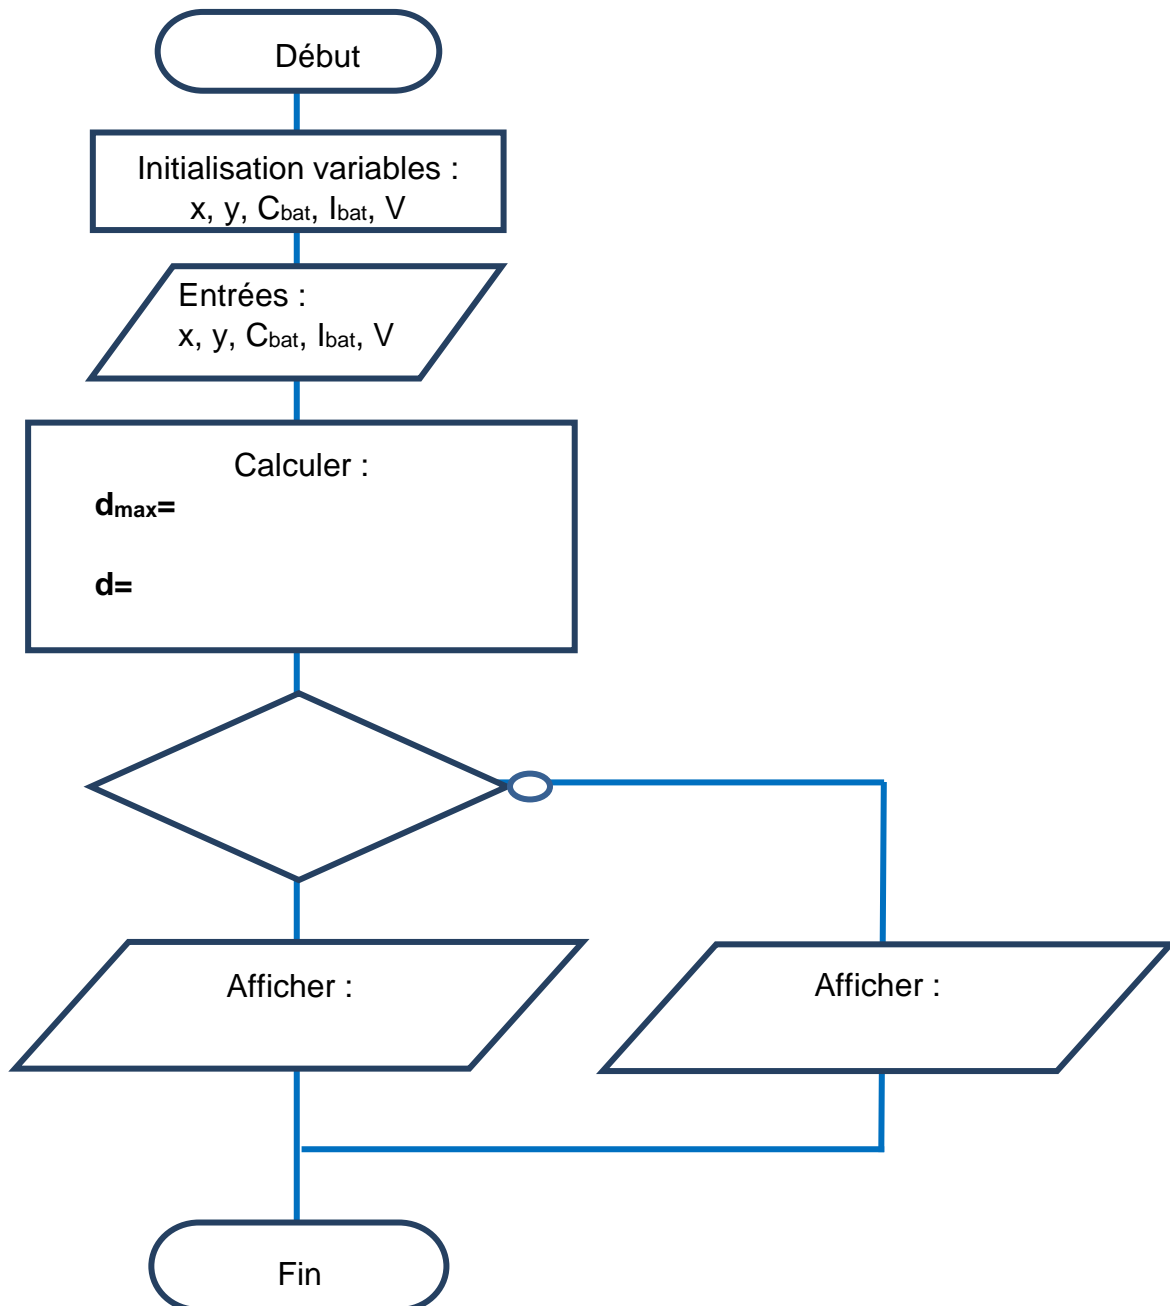 Début
Initialisation variables :
x, y, Cbat, Ibat, V
Entrées :
x, y, Cbat, Ibat, V
Calculer :
dmax=
d=
Afficher :
Afficher :
Fin